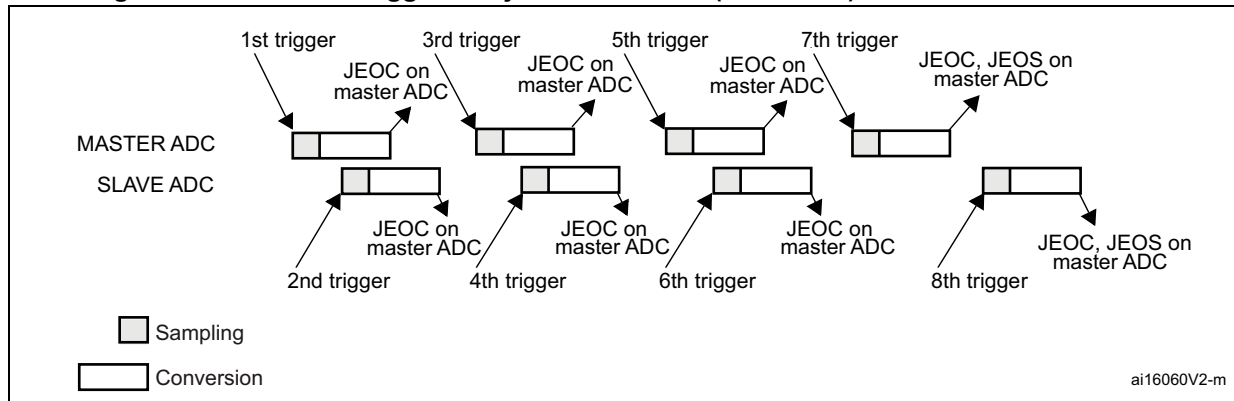 1st trigger
3rd trigger
5th trigger
7th trigger
JEOC on
master ADC
JEOC on
master ADC
JEOC on
master ADC
JEOC, JEOS on
master ADC
MASTER ADC
SLAVE ADC
JEOC on
master ADC
JEOC on
master ADC
JEOC on
master ADC
JEOC, JEOS on
master ADC
2nd trigger
4th trigger
6th trigger
8th trigger
Sampling
Conversion
ai16060V2-m